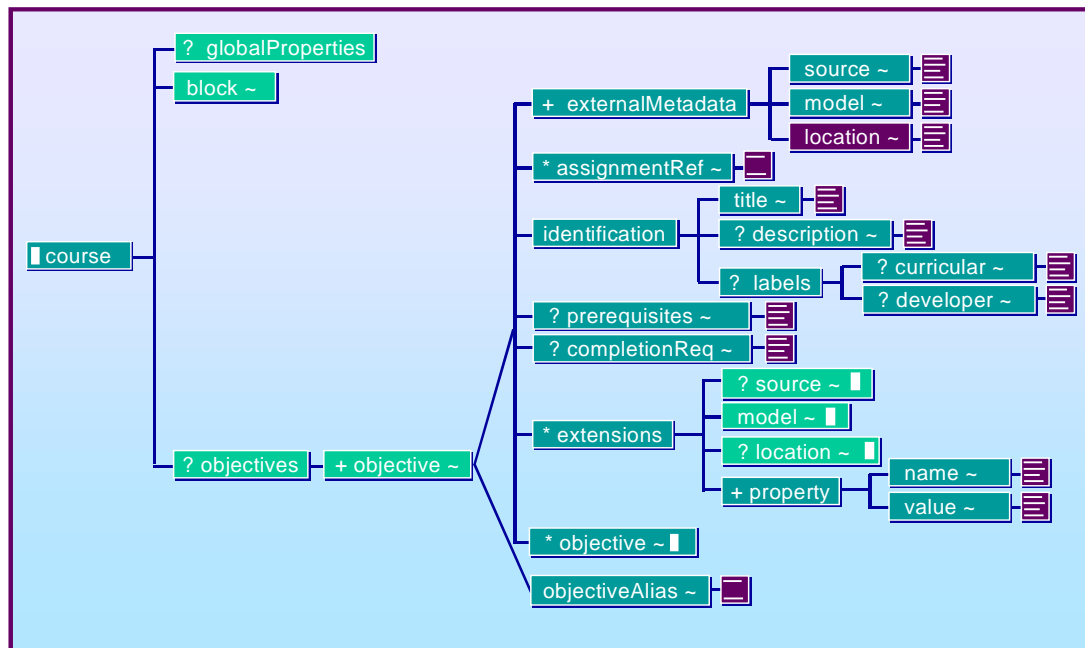 ? globalProperties
block ~
course
? objectives
+ objective ~
+ externalMetadata
source ~
model ~
location ~
* assignmentRef ~
identification
title ~
? description ~
? labels
? curricular ~
? developer ~
? prerequisites ~
? completionReq ~
* extensions
? source ~
model ~
? location ~
+ property
name ~
value ~
* objective ~
objectiveAlias ~